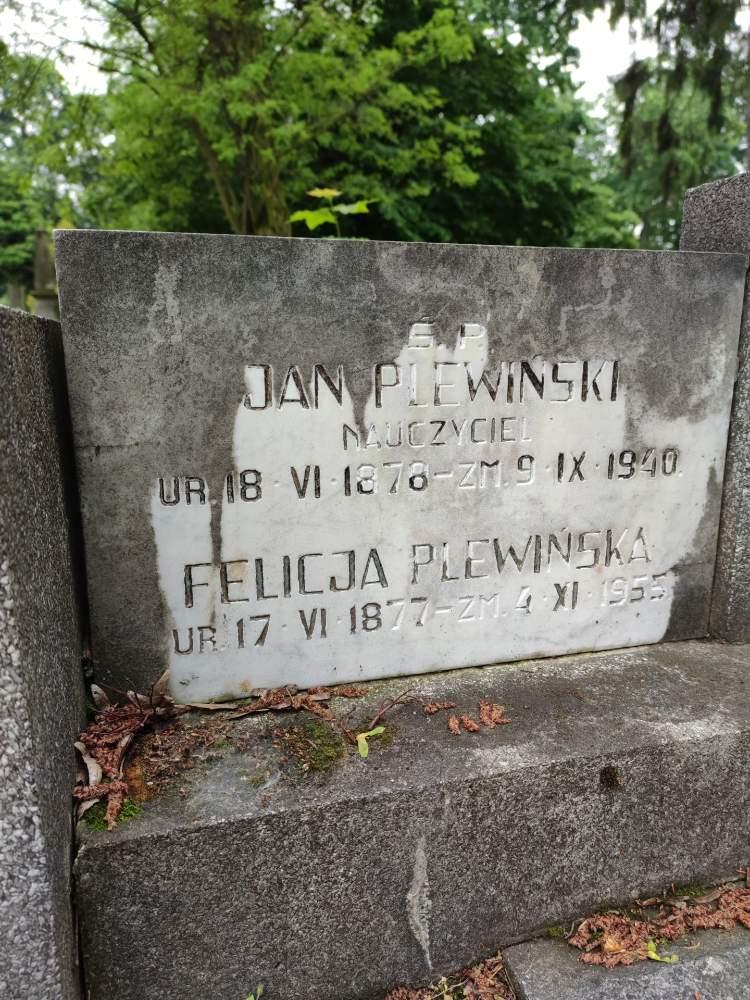 Ś. P.
JAN PLEWIŃSKI
NAUCZYCIEL
UR. 18 · VI · 1878 - ZM. 9 · IX · 1940.
FELICJA PLEWIŃSKA
UR. 17 · VI · 1877 - ZM. 4 · XI · 1955.